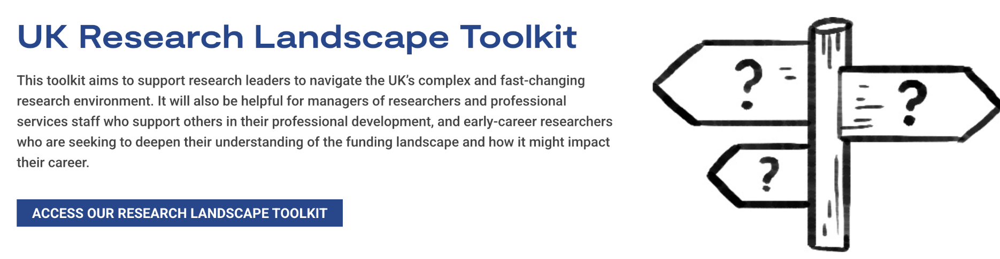 UK Research Landscape Toolkit
This toolkit aims to support research leaders to navigate the UK’s complex and fast-changing
research environment. It will also be helpful for managers of researchers and professional
services staff who support others in their professional development, and early-career researchers
who are seeking to deepen their understanding of the funding landscape and how it might impact
their career.
ACCESS OUR RESEARCH LANDSCAPE TOOLKIT
?
?
?